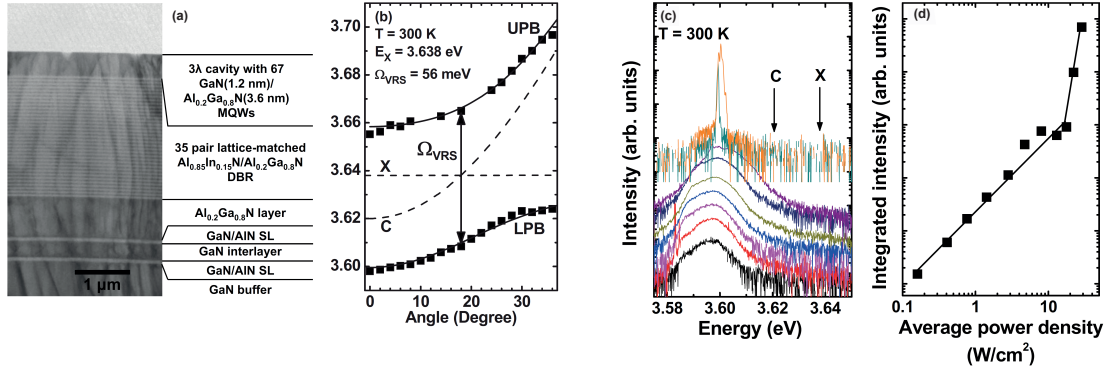 (a)
3λ cavity with 67
GaN(1.2 nm)/
Al0.2Ga0.8N(3.6 nm)
MQWs
35 pair lattice-matched
Al0.85In0.15N/Al0.2Ga0.8N
DBR
Al0.2Ga0.8N layer
GaN/AlN SL
GaN interlayer
GaN/AlN SL
GaN buffer
1 μm
(b)
T = 300 K
EX = 3.638 eV
ΩVRS = 56 meV
UPB
ΩVRS
X
C
LPB
3.70
3.68
3.66
3.64
3.62
3.60
0 10 20 30
Angle (Degree)
(c)
T = 300 K
C X
Intensity (arb. units)
3.58 3.60 3.62 3.64
Energy (eV)
(d)
Integrated intensity (arb. units)
0.1 1 10 100
Average power density
(W/cm2)